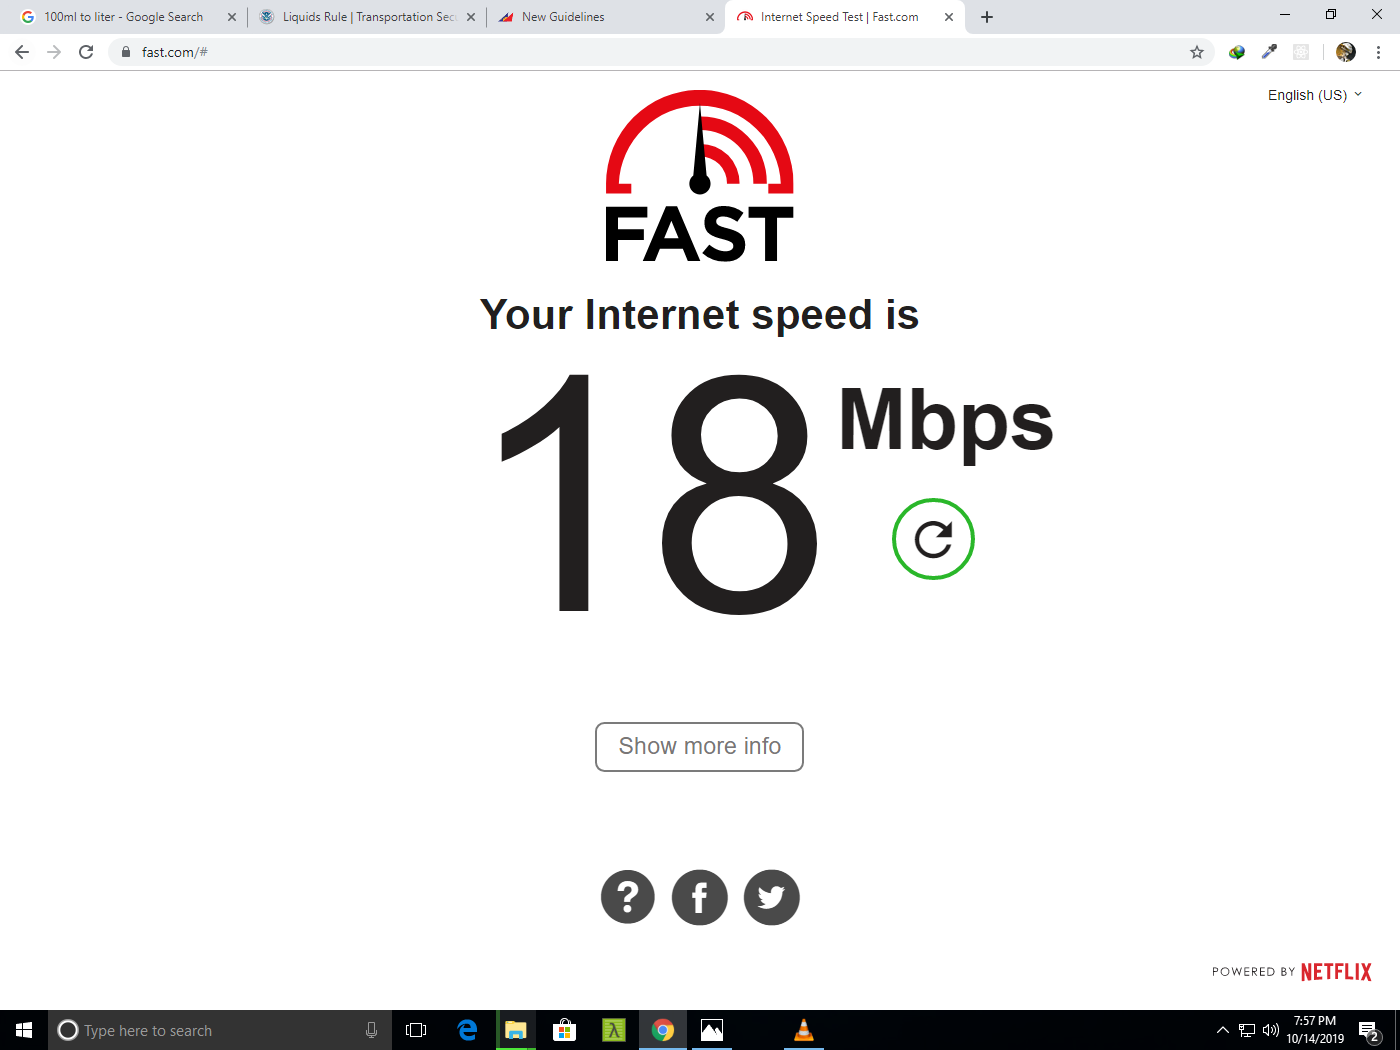 100ml to liter - Google Search
Liquids Rule | Transportation Secu
New Guidelines
Internet Speed Test | Fast.com
fast.com/#
English (US)
FAST
Your Internet speed is
18 Mbps
Show more info
POWERED BY NETFLIX
Type here to search
7:57 PM
10/14/2019
2